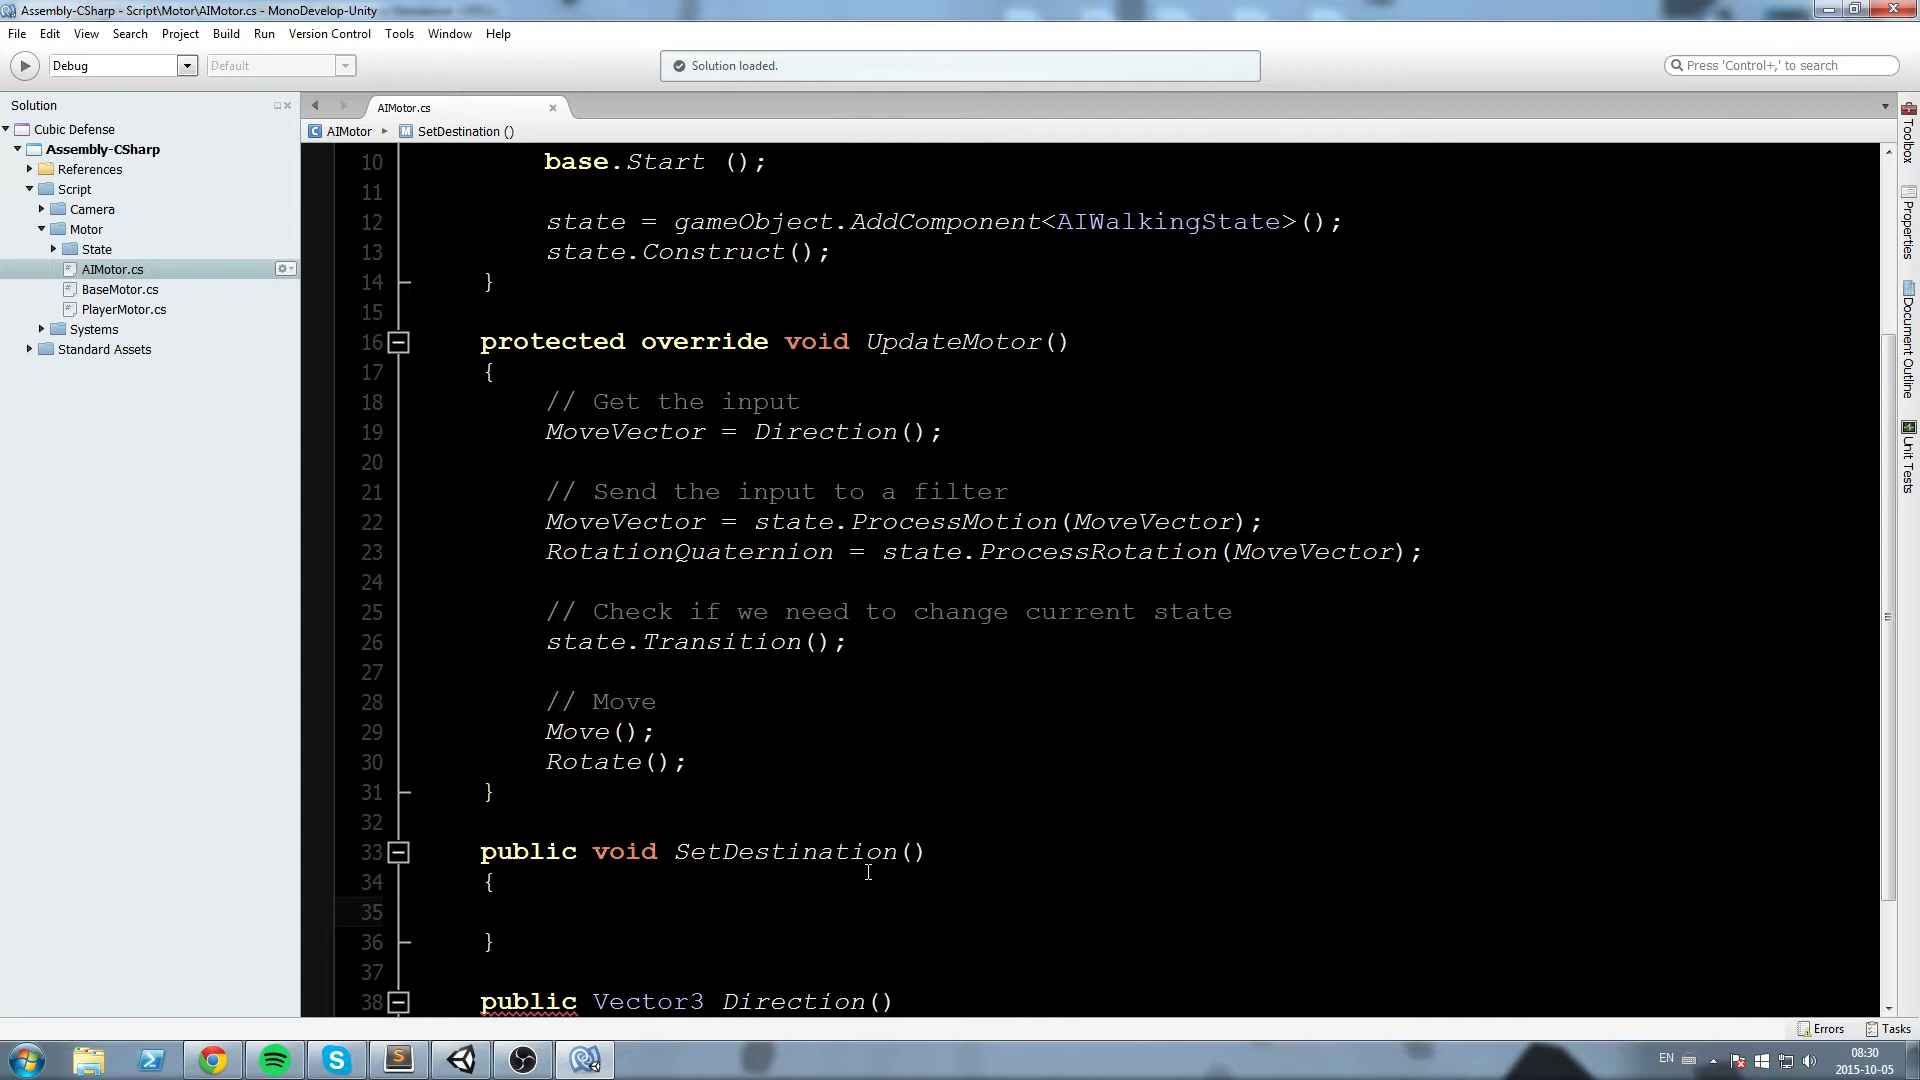 Assembly-CSharp - Script\Motor\AIMotor.cs - MonoDevelop-Unity
File Edit View Search Project Build Run Version Control Tools Window Help
Debug Default Solution loaded. Press 'Control+,' to search
Solution
Cubic Defense
Assembly-CSharp
References
Script
Camera
Motor
State
AIMotor.cs
BaseMotor.cs
PlayerMotor.cs
Systems
Standard Assets
AIMotor.cs
AIMotor SetDestination ()
10 base.Start ();
11
12 state = gameObject.AddComponent<AIWalkingState>();
13 state.Construct();
14 }
15
16 protected override void UpdateMotor()
17 {
18 // Get the input
19 MoveVector = Direction();
20
21 // Send the input to a filter
22 MoveVector = state.ProcessMotion(MoveVector);
23 RotationQuaternion = state.ProcessRotation(MoveVector);
24
25 // Check if we need to change current state
26 state.Transition();
27
28 // Move
29 Move();
30 Rotate();
31 }
32
33 public void SetDestination()
34 {
35
36 }
37
38 public Vector3 Direction()
Toolbox
Properties
Document Outline
Unit Tests
Errors Tasks
EN 08:30
2015-10-05